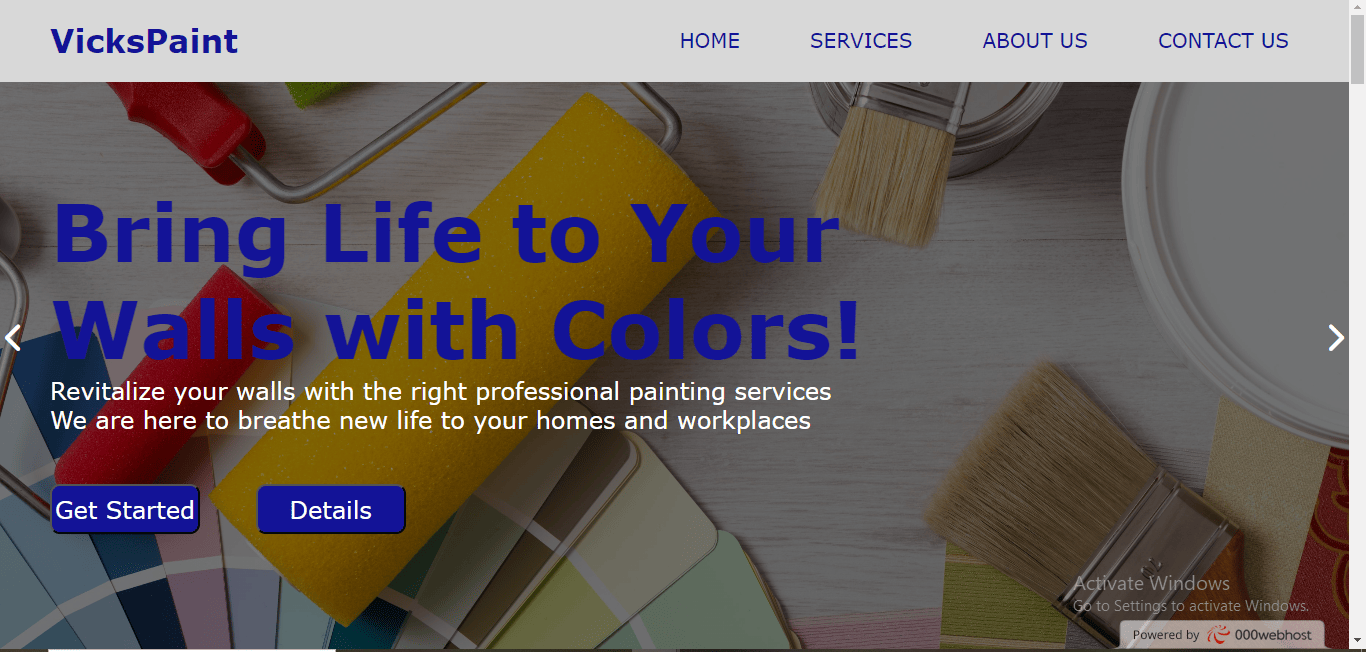 VicksPaint
HOME SERVICES ABOUT US CONTACT US
Bring Life to Your
Walls with Colors!
Revitalize your walls with the right professional painting services
We are here to breathe new life to your homes and workplaces
Get Started Details
Activate Windows
Go to Settings to activate Windows.
Powered by 000webhost